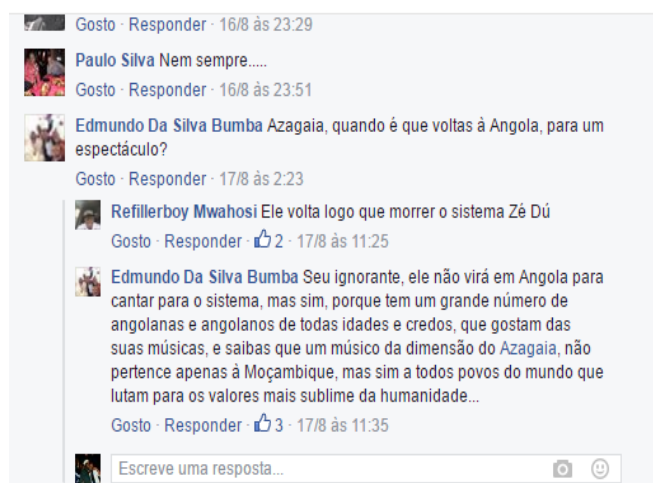 Gosto · Responder · 16/8 às 23:29
Paulo Silva Nem sempre.....
Gosto · Responder · 16/8 às 23:51
Edmundo Da Silva Bumba Azagaia, quando é que voltas à Angola, para um
espectáculo?
Gosto · Responder · 17/8 às 2:23
Refillerboy Mwahosi Ele volta logo que morrer o sistema Zé Dú
Gosto · Responder · 2 · 17/8 às 11:25
Edmundo Da Silva Bumba Seu ignorante, ele não virá em Angola para
cantar para o sistema, mas sim, porque tem um grande número de
angolanas e angolanos de todas idades e credos, que gostam das
suas músicas, e saibas que um músico da dimensão do Azagaia, não
pertence apenas à Moçambique, mas sim a todos povos do mundo que
lutam para os valores mais sublime da humanidade...
Gosto · Responder · 3 · 17/8 às 11:35
Escreve uma resposta...